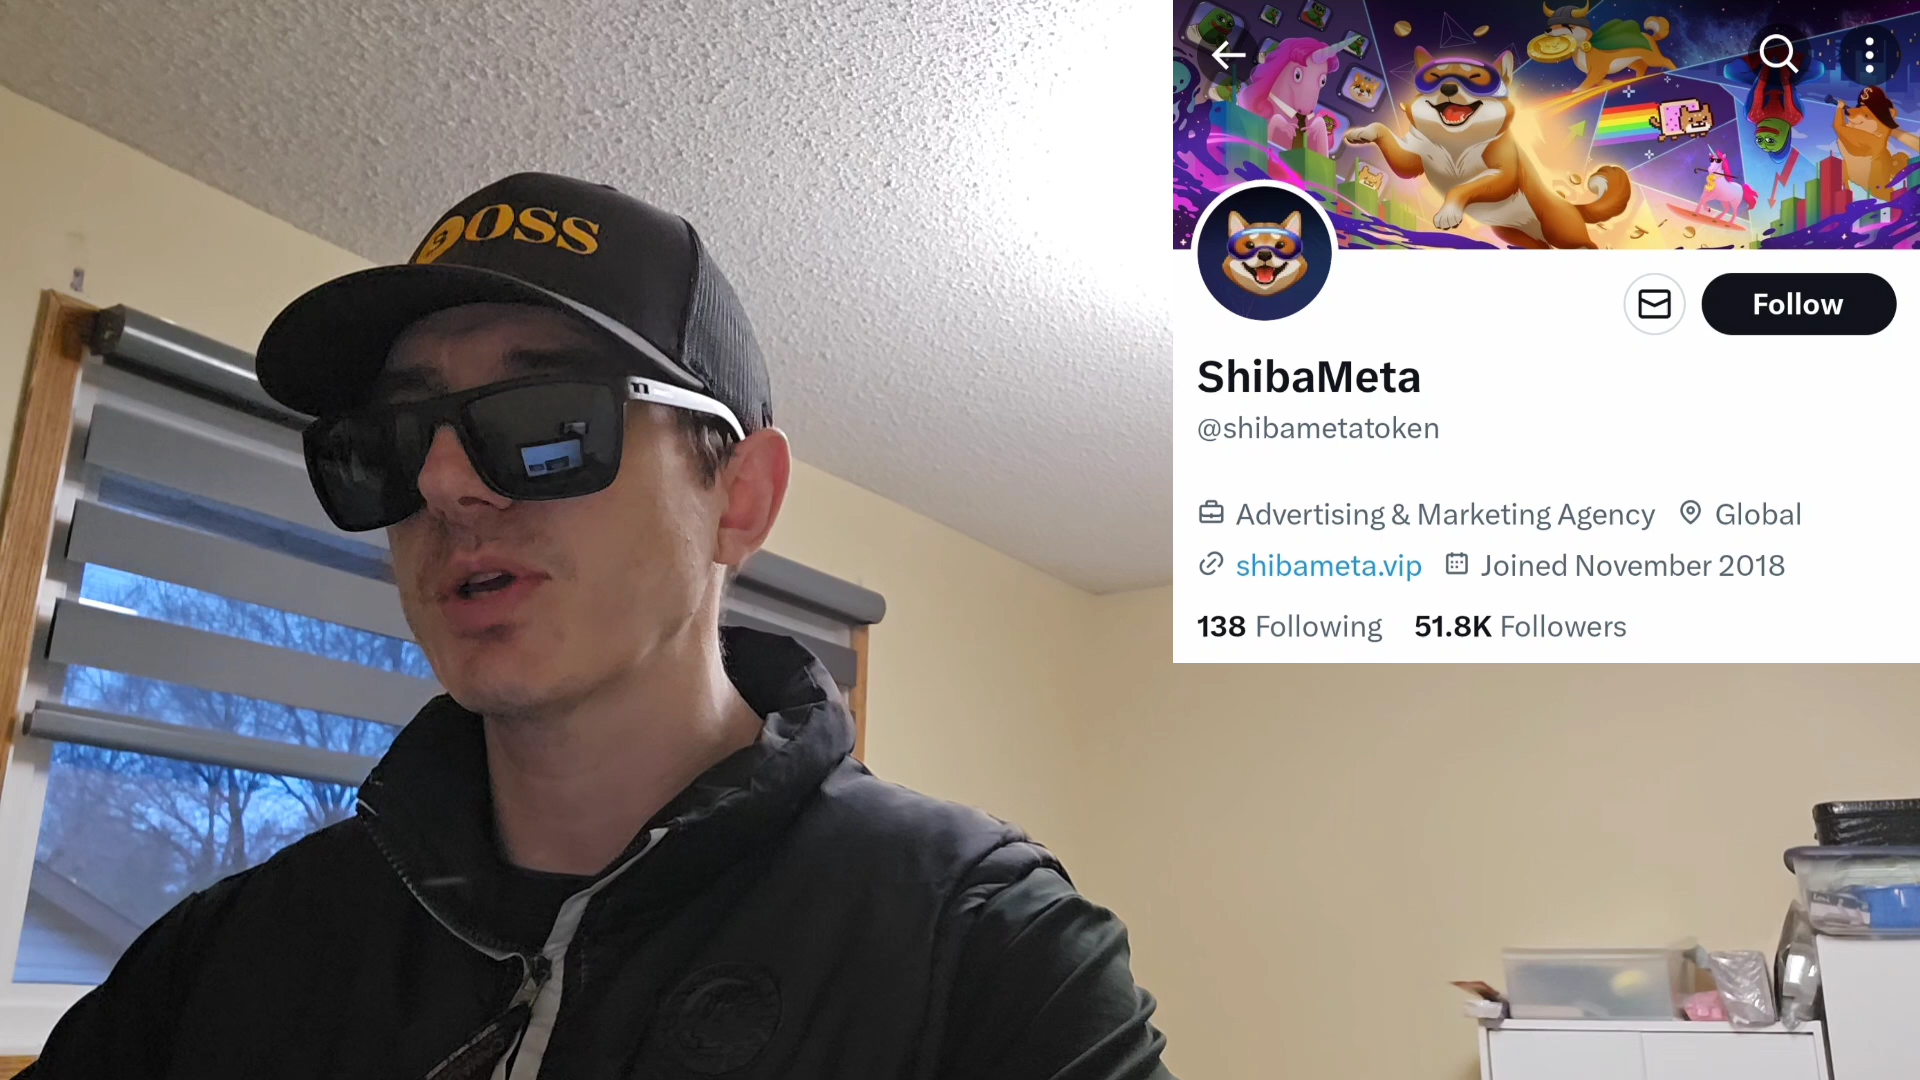 BOSS
Follow
ShibaMeta
@shibametatoken
Advertising & Marketing Agency Global
shibameta.vip Joined November 2018
138 Following 51.8K Followers